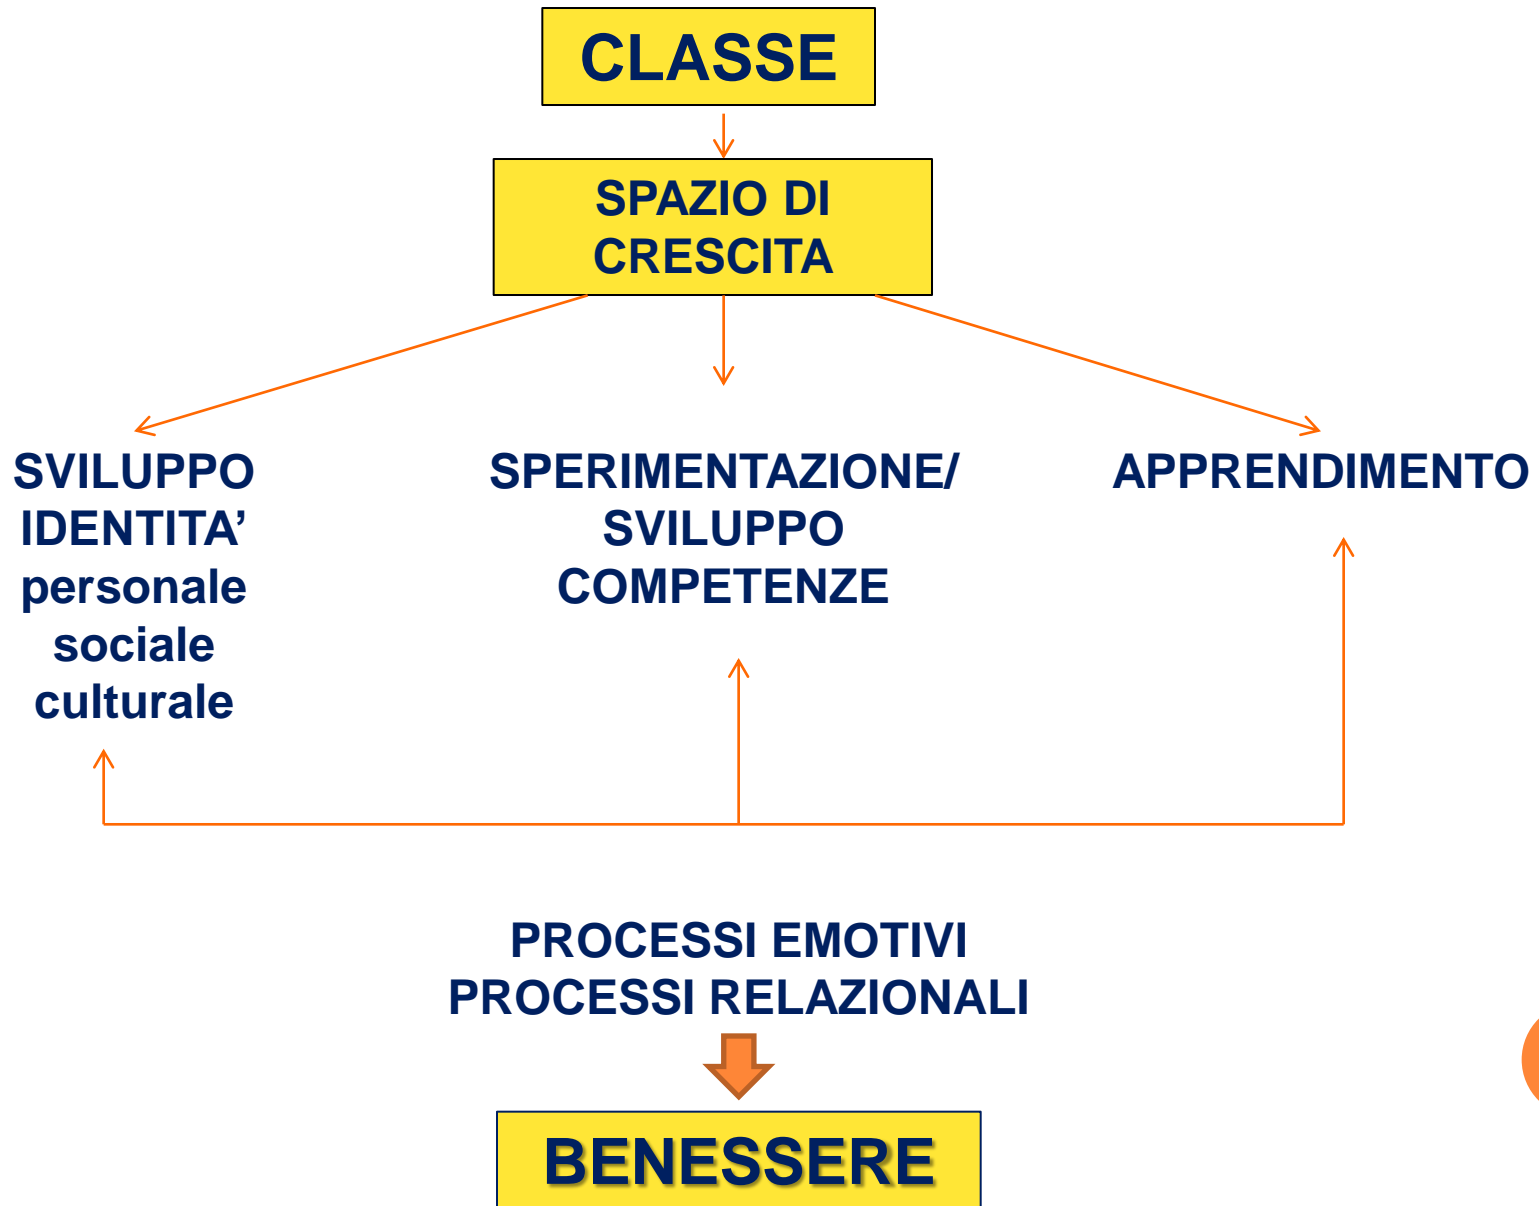 CLASSE
SPAZIO DI
CRESCITA
SVILUPPO
IDENTITA’
personale
sociale
culturale
SPERIMENTAZIONE/
SVILUPPO
COMPETENZE
APPRENDIMENTO
PROCESSI EMOTIVI
PROCESSI RELAZIONALI
BENESSERE